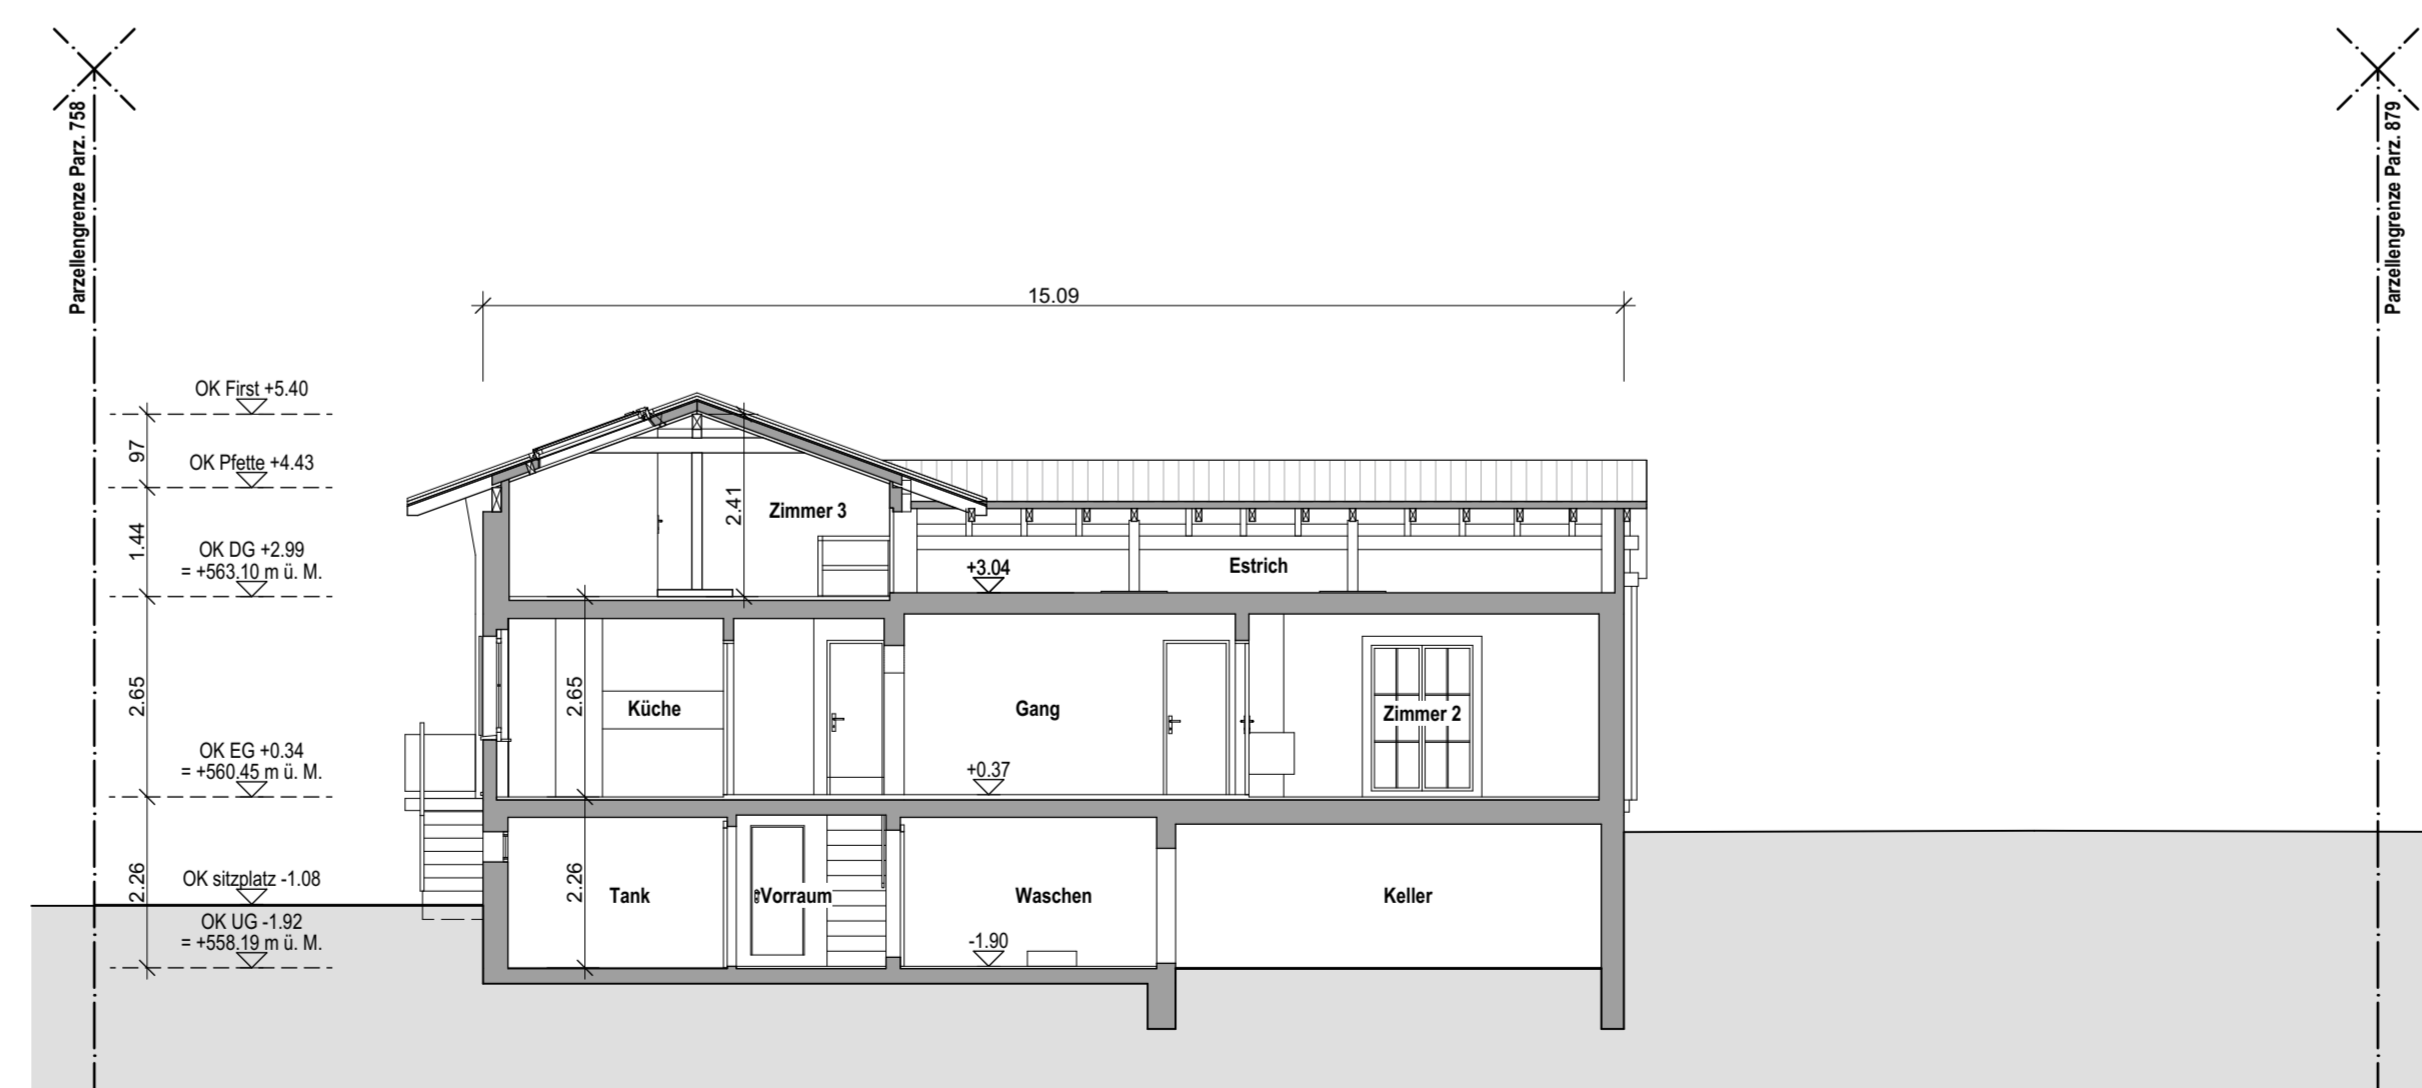 Parzellengrenze Parz. 758
Parzellengrenze Parz. 879
15.09
OK First +5.40
97
OK Pfette +4.43
2.41
Zimmer 3
1.44
OK DG +2.99
= +563.10 m ü. M.
+3.04
Estrich
2.65
2.65
Küche
Gang
Zimmer 2
OK EG +0.34
= +560.45 m ü. M.
+0.37
OK sitzplatz -1.08
2.26
2.26
Tank
Vorraum
Waschen
Keller
OK UG -1.92
= +558.19 m ü. M.
-1.90